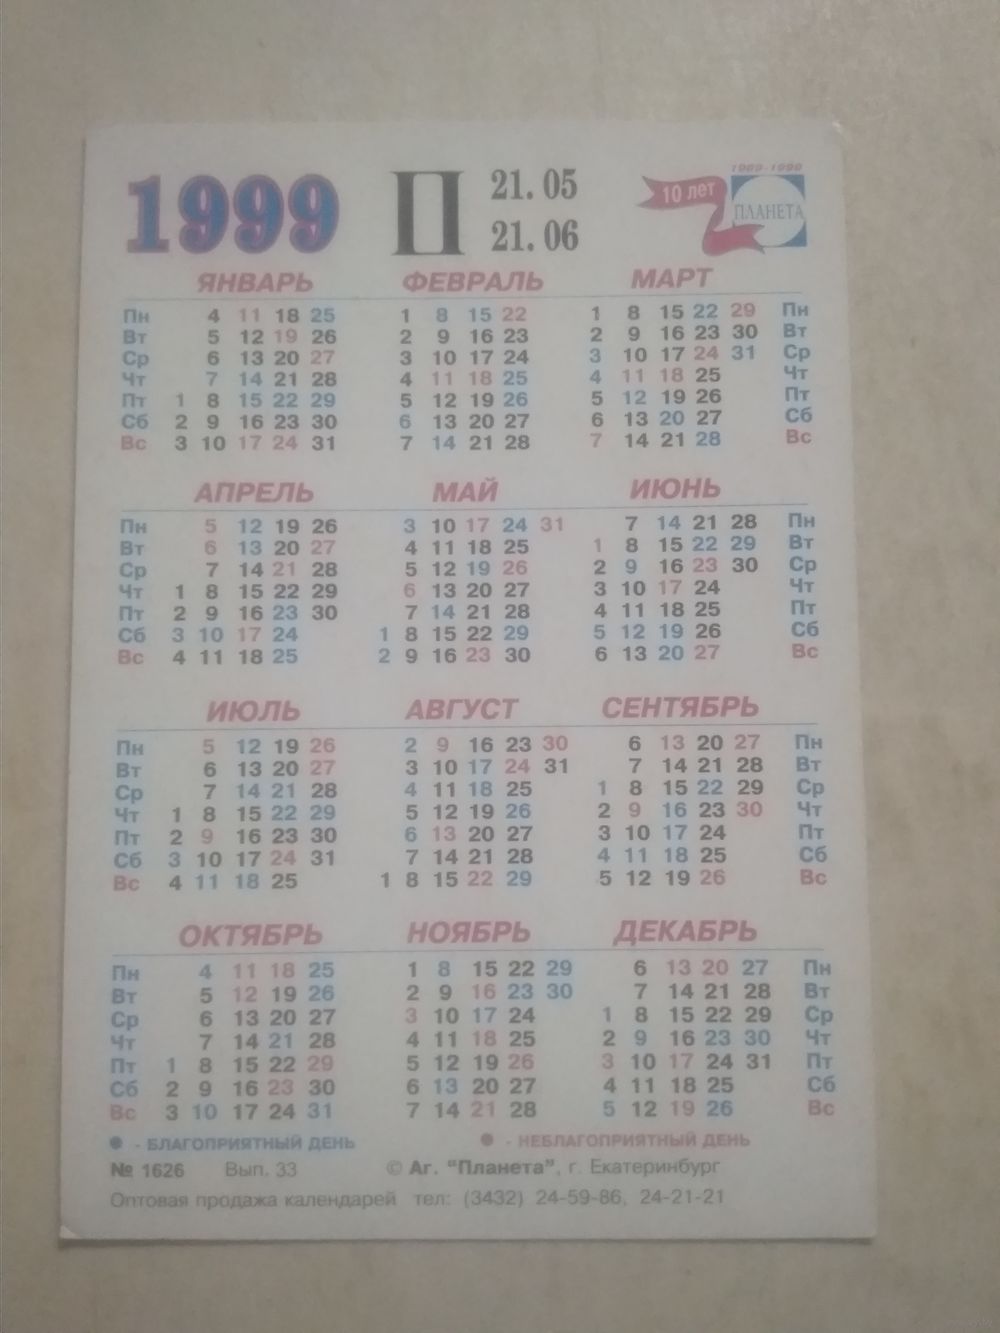 1999 П 21.05
21.06
1989-1999
10 лет
ПЛАНЕТА
ЯНВАРЬ ФЕВРАЛЬ МАРТ
Пн 4 11 18 25 1 8 15 22 1 8 15 22 29 Пн
Вт 5 12 19 26 2 9 16 23 2 9 16 23 30 Вт
Ср 6 13 20 27 3 10 17 24 3 10 17 24 31 Ср
Чт 7 14 21 28 4 11 18 25 4 11 18 25 Чт
Пт 1 8 15 22 29 5 12 19 26 5 12 19 26 Пт
Сб 2 9 16 23 30 6 13 20 27 6 13 20 27 Сб
Вс 3 10 17 24 31 7 14 21 28 7 14 21 28 Вс
АПРЕЛЬ МАЙ ИЮНЬ
Пн 5 12 19 26 3 10 17 24 31 7 14 21 28 Пн
Вт 6 13 20 27 4 11 18 25 1 8 15 22 29 Вт
Ср 7 14 21 28 5 12 19 26 2 9 16 23 30 Ср
Чт 1 8 15 22 29 6 13 20 27 3 10 17 24 Чт
Пт 2 9 16 23 30 7 14 21 28 4 11 18 25 Пт
Сб 3 10 17 24 1 8 15 22 29 5 12 19 26 Сб
Вс 4 11 18 25 2 9 16 23 30 6 13 20 27 Вс
ИЮЛЬ АВГУСТ СЕНТЯБРЬ
Пн 5 12 19 26 2 9 16 23 30 6 13 20 27 Пн
Вт 6 13 20 27 3 10 17 24 31 7 14 21 28 Вт
Ср 7 14 21 28 4 11 18 25 1 8 15 22 29 Ср
Чт 1 8 15 22 29 5 12 19 26 2 9 16 23 30 Чт
Пт 2 9 16 23 30 6 13 20 27 3 10 17 24 Пт
Сб 3 10 17 24 31 7 14 21 28 4 11 18 25 Сб
Вс 4 11 18 25 1 8 15 22 29 5 12 19 26 Вс
ОКТЯБРЬ НОЯБРЬ ДЕКАБРЬ
Пн 4 11 18 25 1 8 15 22 29 6 13 20 27 Пн
Вт 5 12 19 26 2 9 16 23 30 7 14 21 28 Вт
Ср 6 13 20 27 3 10 17 24 1 8 15 22 29 Ср
Чт 7 14 21 28 4 11 18 25 2 9 16 23 30 Чт
Пт 1 8 15 22 29 5 12 19 26 3 10 17 24 31 Пт
Сб 2 9 16 23 30 6 13 20 27 4 11 18 25 Сб
Вс 3 10 17 24 31 7 14 21 28 5 12 19 26 Вс
● - БЛАГОПРИЯТНЫЙ ДЕНЬ ● - НЕБЛАГОПРИЯТНЫЙ ДЕНЬ
№ 1626 Вып. 33 © Аг. "Планета", г. Екатеринбург
Оптовая продажа календарей тел: (3432) 24-59-86, 24-21-21